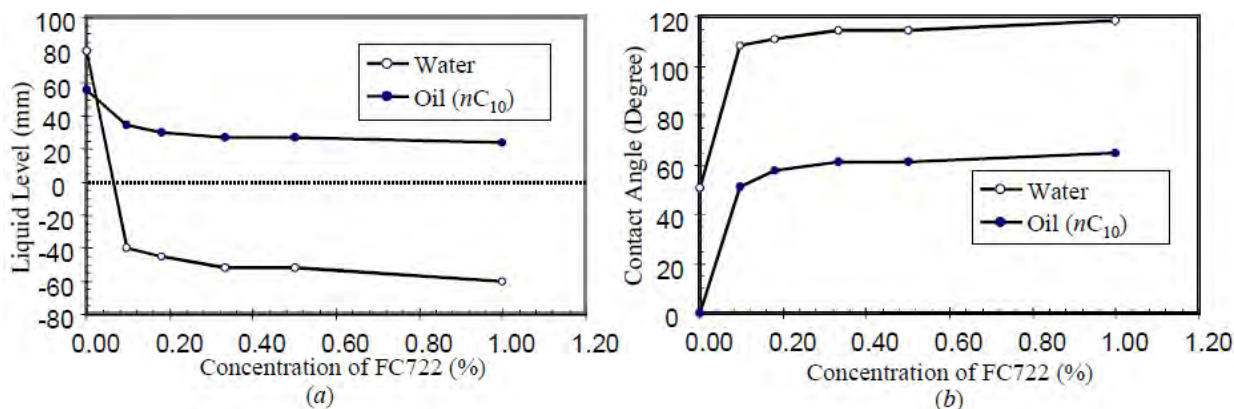 100
80
60
40
20
0
-20
-40
-60
-80
Liquid Level (mm)
Water
Oil (nC10)
0.00 0.20 0.40 0.60 0.80 1.00 1.20
Concentration of FC722 (%)
(a)
120
100
80
60
40
20
0
Contact Angle (Degree)
Water
Oil (nC10)
0.00 0.20 0.40 0.60 0.80 1.00 1.20
Concentration of FC722 (%)
(b)